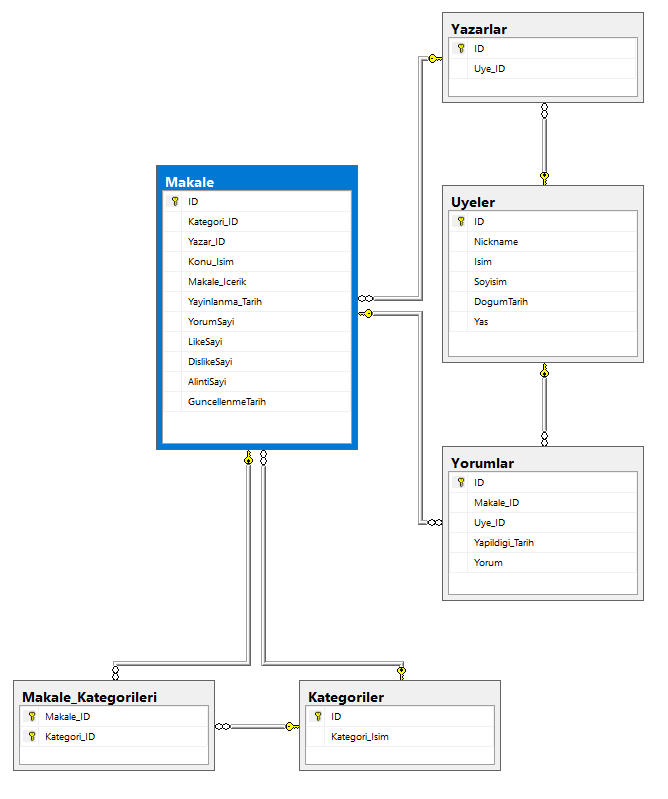 Yazarlar
ID
Uye_ID
Makale
ID
Kategori_ID
Yazar_ID
Konu_Isim
Makale_Icerik
Yayinlanma_Tarih
YorumSayi
LikeSayi
DislikeSayi
AlintiSayi
GuncellenmeTarih
Uyeler
ID
Nickname
Isim
Soyisim
DogumTarih
Yas
Yorumlar
ID
Makale_ID
Uye_ID
Yapildigi_Tarih
Yorum
Makale_Kategorileri
Makale_ID
Kategori_ID
Kategoriler
ID
Kategori_Isim